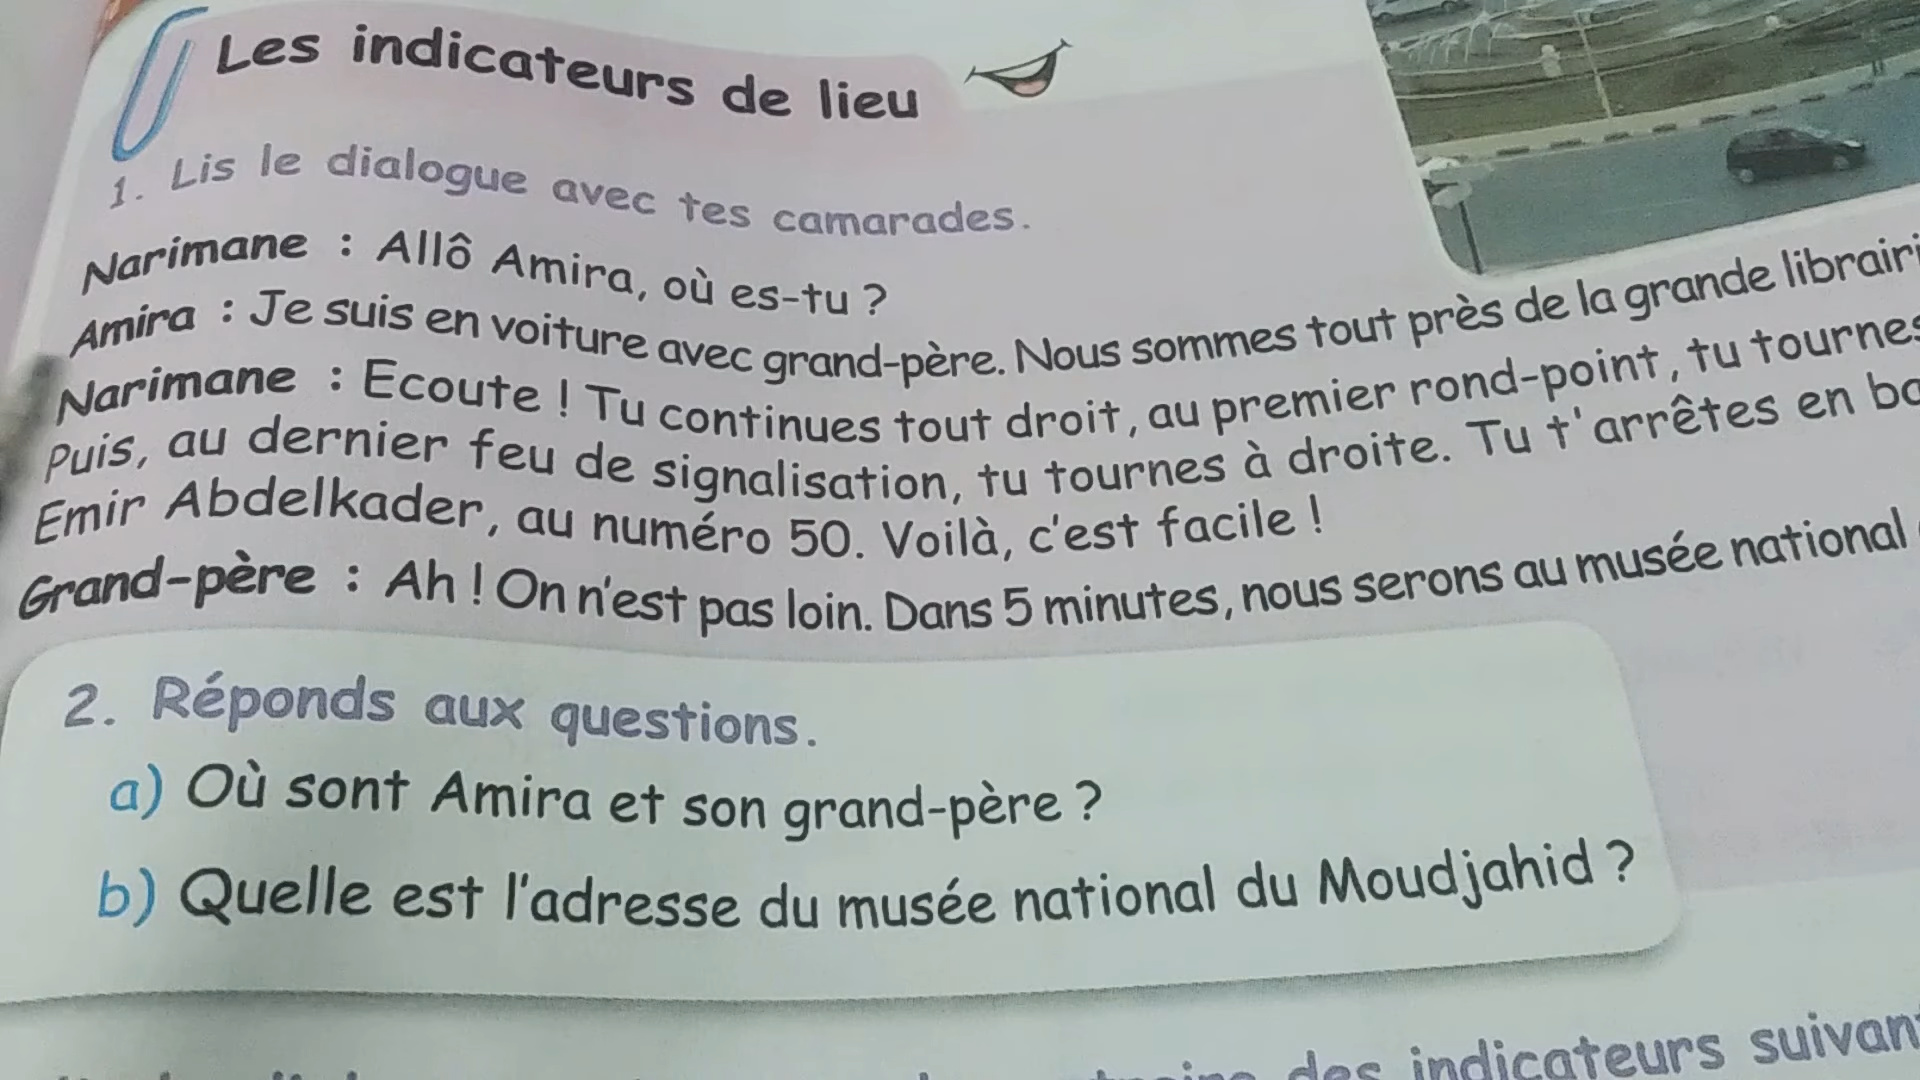 Les indicateurs de lieu
1. Lis le dialogue avec tes camarades.
Narimane : Allô Amira, où es-tu ?
Amira : Je suis en voiture avec grand-père. Nous sommes tout près de la grande
Narimane : Ecoute ! Tu continues tout droit, au premier rond-point, tu
Puis, au dernier feu de signalisation, tu tournes à droite. Tu t'arrêtes en
Emir Abdelkader, au numéro 50. Voilà, c'est facile !
Grand-père : Ah ! On n'est pas loin. Dans 5 minutes, nous serons au musée national
2. Réponds aux questions.
a) Où sont Amira et son grand-père ?
b) Quelle est l'adresse du musée national du Moudjahid ?
des indicateurs